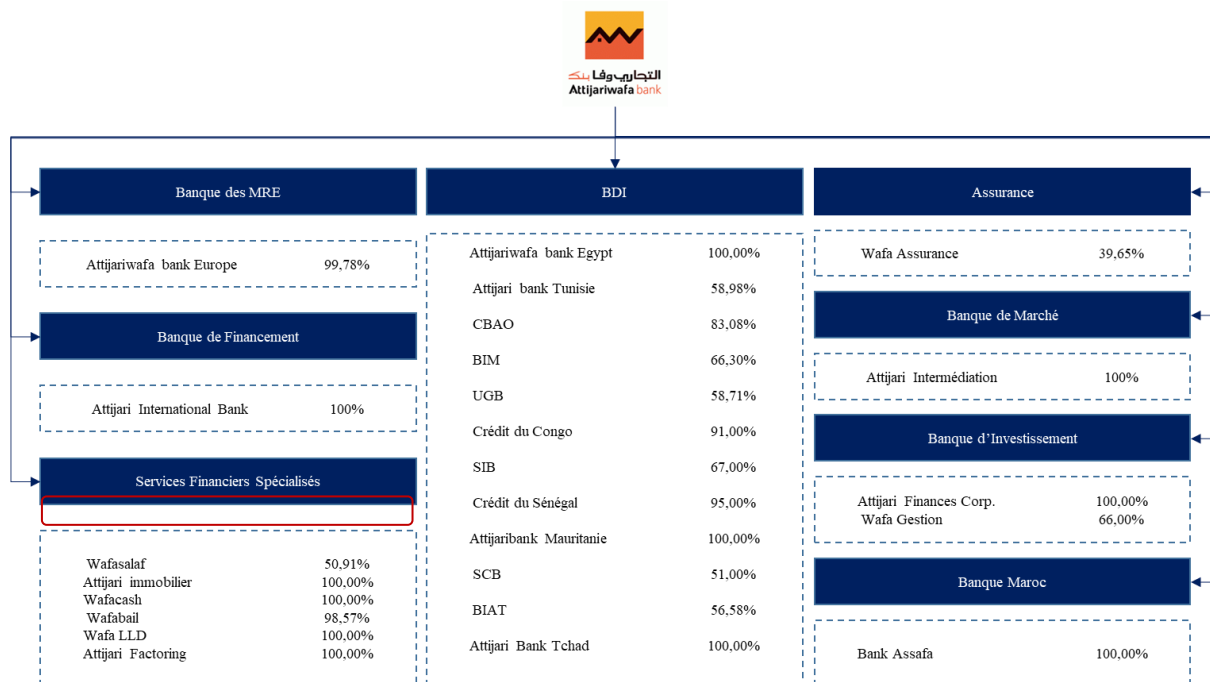 التجاري وفا بنك
Attijariwafa bank
Banque des MRE
Attijariwafa bank Europe 99,78%
Banque de Financement
Attijari International Bank 100%
Services Financiers Spécialisés
Wafasalaf 50,91%
Attijari immobilier 100,00%
Wafacash 100,00%
Wafabail 98,57%
Wafa LLD 100,00%
Attijari Factoring 100,00%
BDI
Attijariwafa bank Egypt 100,00%
Attijari bank Tunisie 58,98%
CBAO 83,08%
BIM 66,30%
UGB 58,71%
Crédit du Congo 91,00%
SIB 67,00%
Crédit du Sénégal 95,00%
Attijaribank Mauritanie 100,00%
SCB 51,00%
BIAT 56,58%
Attijari Bank Tchad 100,00%
Assurance
Wafa Assurance 39,65%
Banque de Marché
Attijari Intermédiation 100%
Banque d’Investissement
Attijari Finances Corp. 100,00%
Wafa Gestion 66,00%
Banque Maroc
Bank Assafa 100,00%